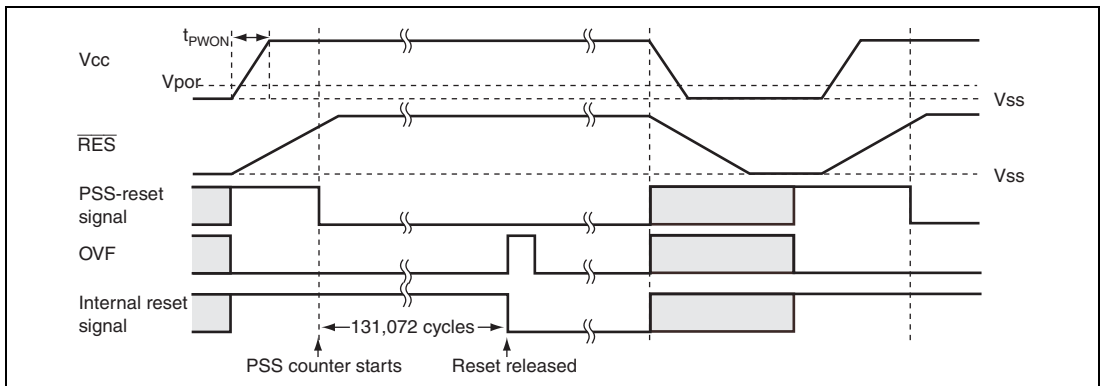 tPWON
Vcc
Vpor
Vss
RES
Vss
PSS-reset
signal
OVF
Internal reset
signal
131,072 cycles
PSS counter starts
Reset released